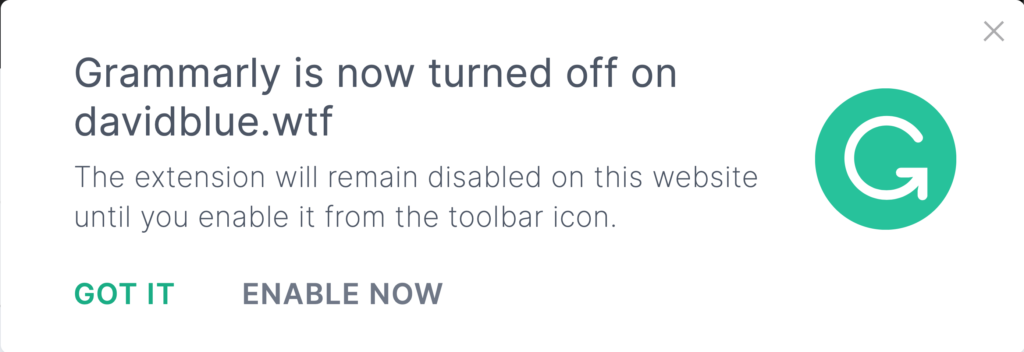 Grammarly is now turned off on
davidblue.wtf
The extension will remain disabled on this website
until you enable it from the toolbar icon.
GOT IT ENABLE NOW